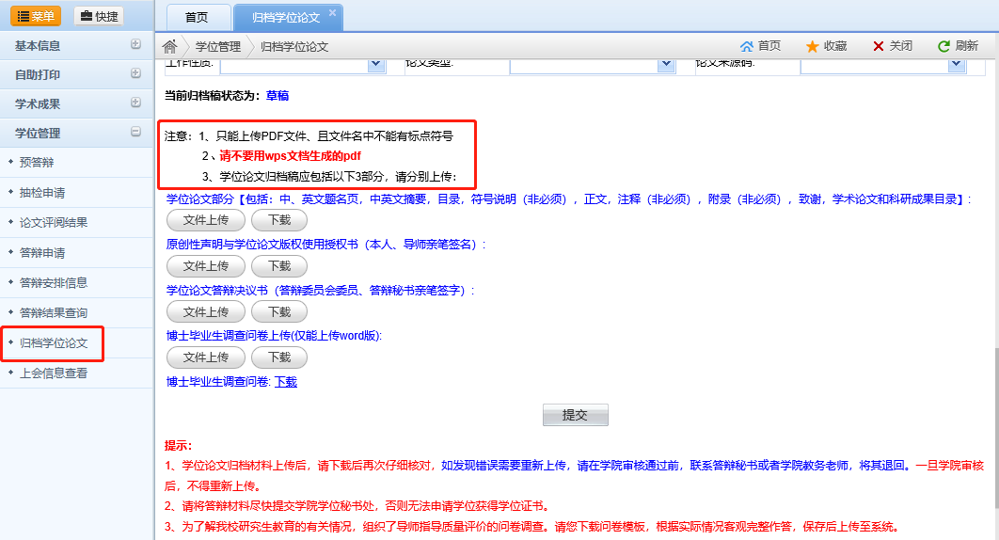 菜单 快捷 首页 归档学位论文
基本信息
自助打印
学术成果
学位管理
预答辩
抽检申请
论文评阅结果
答辩申请
答辩安排信息
答辩结果查询
归档学位论文
上会信息查看
学位管理 归档学位论文 首页 收藏 关闭 刷新
工作性质: 论文类型: 论文来源码:
当前归档稿状态为：草稿
注意：1、只能上传PDF文件、且文件名中不能有标点符号
2、请不要用wps文档生成的pdf
3、学位论文归档稿应包括以下3部分，请分别上传：
学位论文部分【包括：中、英文题名页，中英文摘要，目录，符号说明（非必须），正文，注释（非必须），附录（非必须），致谢，学术论文和科研成果目录】：
文件上传 下载
原创性声明与学位论文版权使用授权书（本人、导师亲笔签名）：
文件上传 下载
学位论文答辩决议书（答辩委员会委员、答辩秘书亲笔签字）：
文件上传 下载
博士毕业生调查问卷上传(仅能上传word版):
文件上传 下载
博士毕业生调查问卷: 下载
提交
提示：
1、学位论文归档材料上传后，请下载后再次仔细核对，如发现错误需要重新上传，请在学院审核通过前，联系答辩秘书或者学院教务老师，将其退回。一旦学院审核
后，不得重新上传。
2、请将答辩材料尽快提交学院学位秘书处，否则无法申请学位获得学位证书。
3、为了解我校研究生教育的有关情况，组织了导师指导质量评价的问卷调查。请您下载问卷模板，根据实际情况客观完整作答，保存后上传至系统。